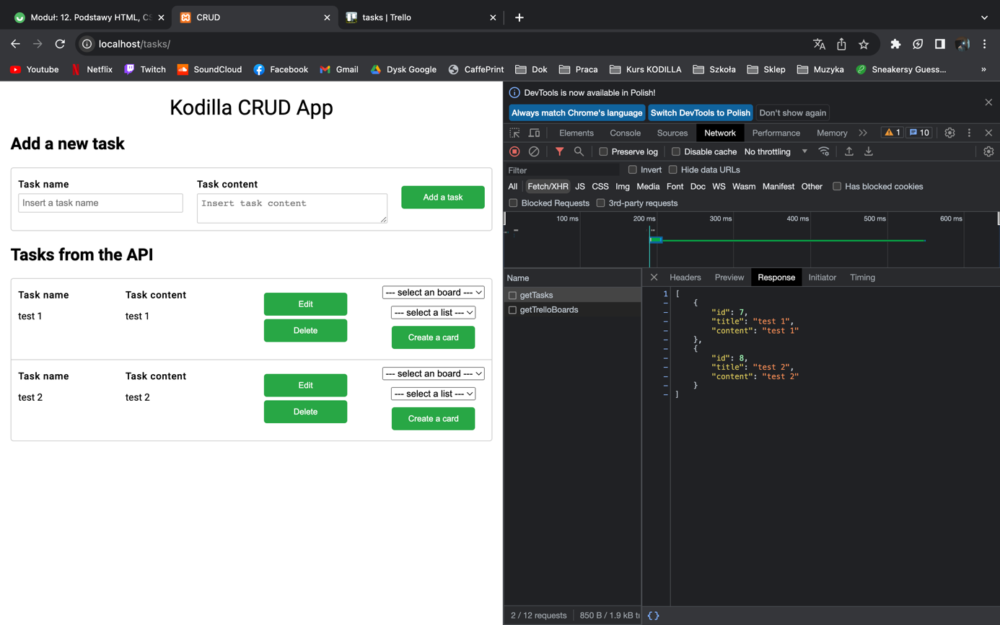 Moduł: 12. Podstawy HTML, CS
CRUD
tasks | Trello
localhost/tasks/
Youtube
Netflix
Twitch
SoundCloud
Facebook
Gmail
Dysk Google
CaffePrint
Dok
Praca
Kurs KODILLA
Szkoła
Sklep
Muzyka
Sneakersy Guess...
»
Kodilla CRUD App
Add a new task
Task name
Task content
Insert a task name
Insert task content
Add a task
Tasks from the API
Task name
Task content
test 1
test 1
Edit
Delete
--- select an board ---
--- select a list ---
Create a card
Task name
Task content
test 2
test 2
Edit
Delete
--- select an board ---
--- select a list ---
Create a card
DevTools is now available in Polish!
Always match Chrome's language
Switch DevTools to Polish
Don't show again
Elements
Console
Sources
Network
Performance
Memory
1
10
Preserve log
Disable cache
No throttling
Filter
Invert
Hide data URLs
All
Fetch/XHR
JS
CSS
Img
Media
Font
Doc
WS
Wasm
Manifest
Other
Has blocked cookies
Blocked Requests
3rd-party requests
100 ms
200 ms
300 ms
400 ms
500 ms
600 ms
Name
getTasks
getTrelloBoards
Headers
Preview
Response
Initiator
Timing
1 [
– {
– "id": 7,
– "title": "test 1",
– "content": "test 1"
– },
– {
– "id": 8,
– "title": "test 2",
– "content": "test 2"
– }
– ]
2 / 12 requests
850 B / 1.9 kB
{ }